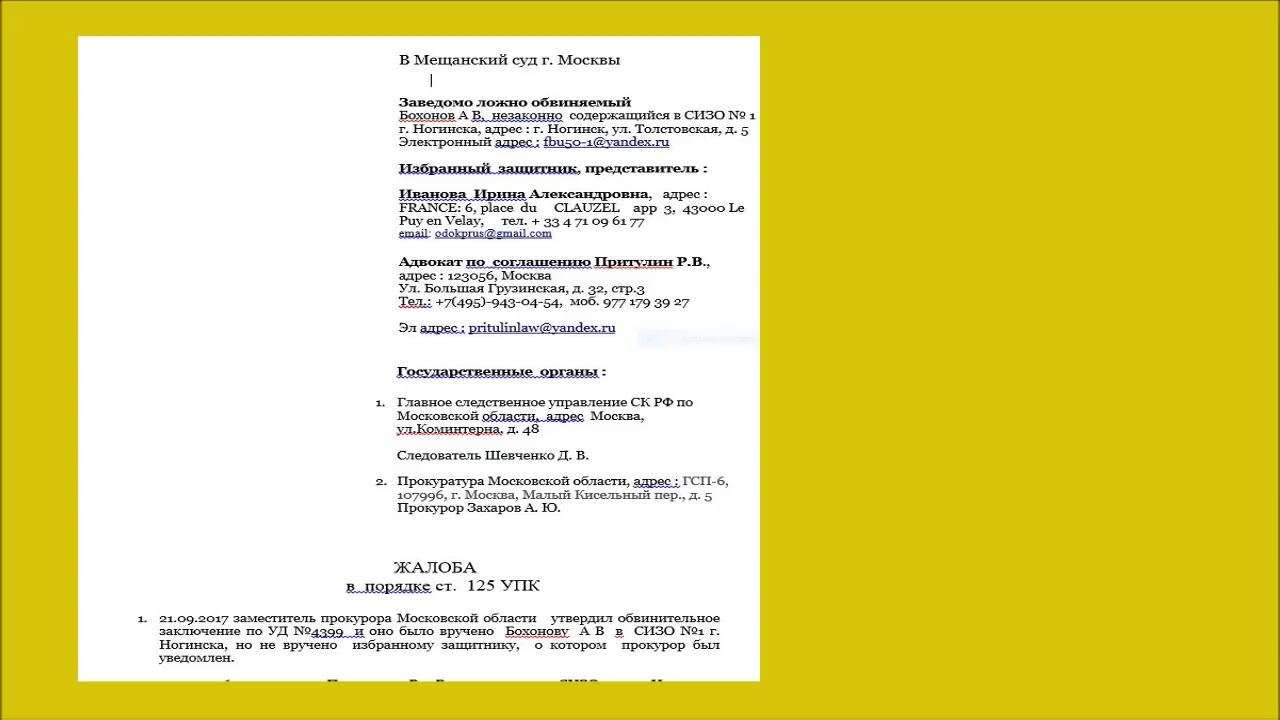 В Мещанский суд г. Москвы
Заведомо ложно обвиняемый
Бохонов А В, незаконно содержащийся в СИЗО № 1
г. Ногинска, адрес : г. Ногинск, ул. Толстовская, д. 5
Электронный адрес : fbu50-1@yandex.ru
Избранный защитник, представитель :
Иванова Ирина Александровна, адрес :
FRANCE: 6, place du CLAUZEL app 3, 43000 Le
Puy en Velay, тел. + 33 4 71 09 61 77
email: odokprus@gmail.com
Адвокат по соглашению Притулин Р.В.,
адрес : 123056, Москва
Ул. Большая Грузинская, д. 32, стр.3
Тел.: +7(495)-943-04-54, моб. 977 179 39 27
Эл адрес : pritulinlaw@yandex.ru
Государственные органы :
1. Главное следственное управление СК РФ по
Московской области, адрес Москва,
ул.Коминтерна, д. 48
Следователь Шевченко Д. В.
2. Прокуратура Московской области, адрес : ГСП-6,
107996, г. Москва, Малый Кисельный пер., д. 5
Прокурор Захаров А. Ю.
ЖАЛОБА
в порядке ст. 125 УПК
1. 21.09.2017 заместитель прокурора Московской области утвердил обвинительное
заключение по УД №4399 и оно было вручено Бохонову А В в СИЗО №1 г.
Ногинска, но не вручено избранному защитнику, о котором прокурор был
уведомлен.